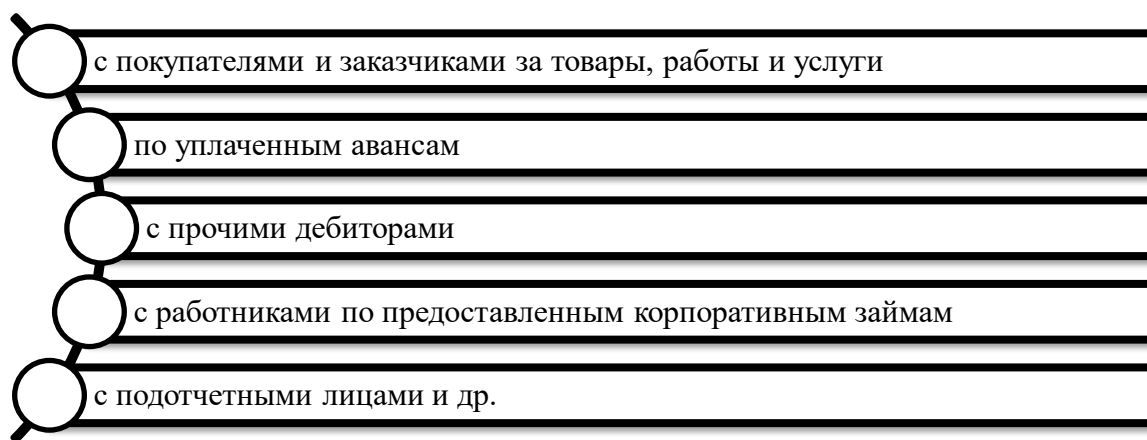 с покупателями и заказчиками за товары, работы и услуги
по уплаченным авансам
с прочими дебиторами
с работниками по предоставленным корпоративным займам
с подотчетными лицами и др.